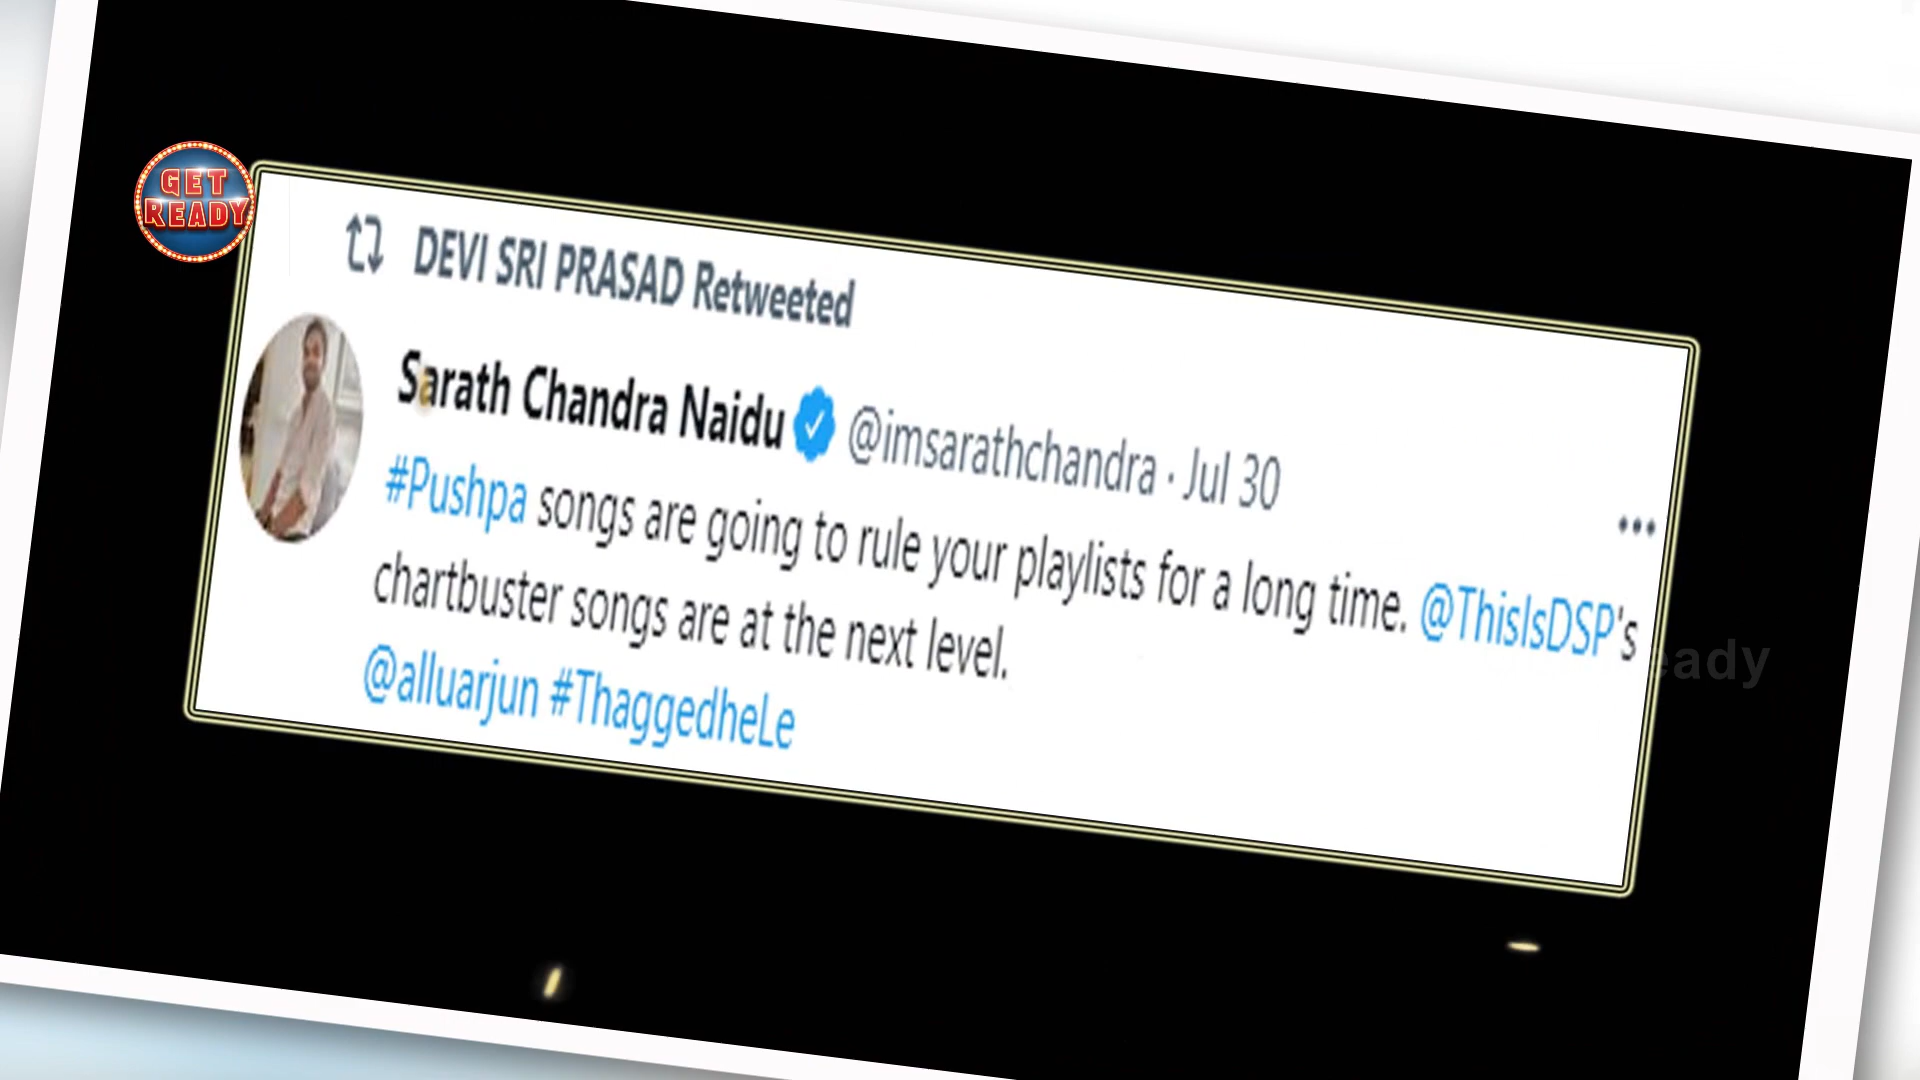 GET
READY
DEVI SRI PRASAD Retweeted
Sarath Chandra Naidu @imsarathchandra · Jul 30
#Pushpa songs are going to rule your playlists for a long time. @ThisIsDSP's
chartbuster songs are at the next level.
@alluarjun #ThaggedheLe
eady